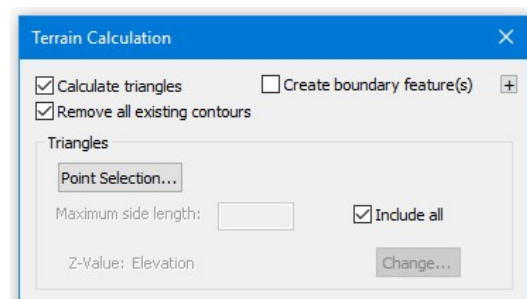 Terrain Calculation
Calculate triangles
Create boundary feature(s)
+
Remove all existing contours
Triangles
Point Selection...
Maximum side length:
Include all
Z-Value: Elevation
Change...